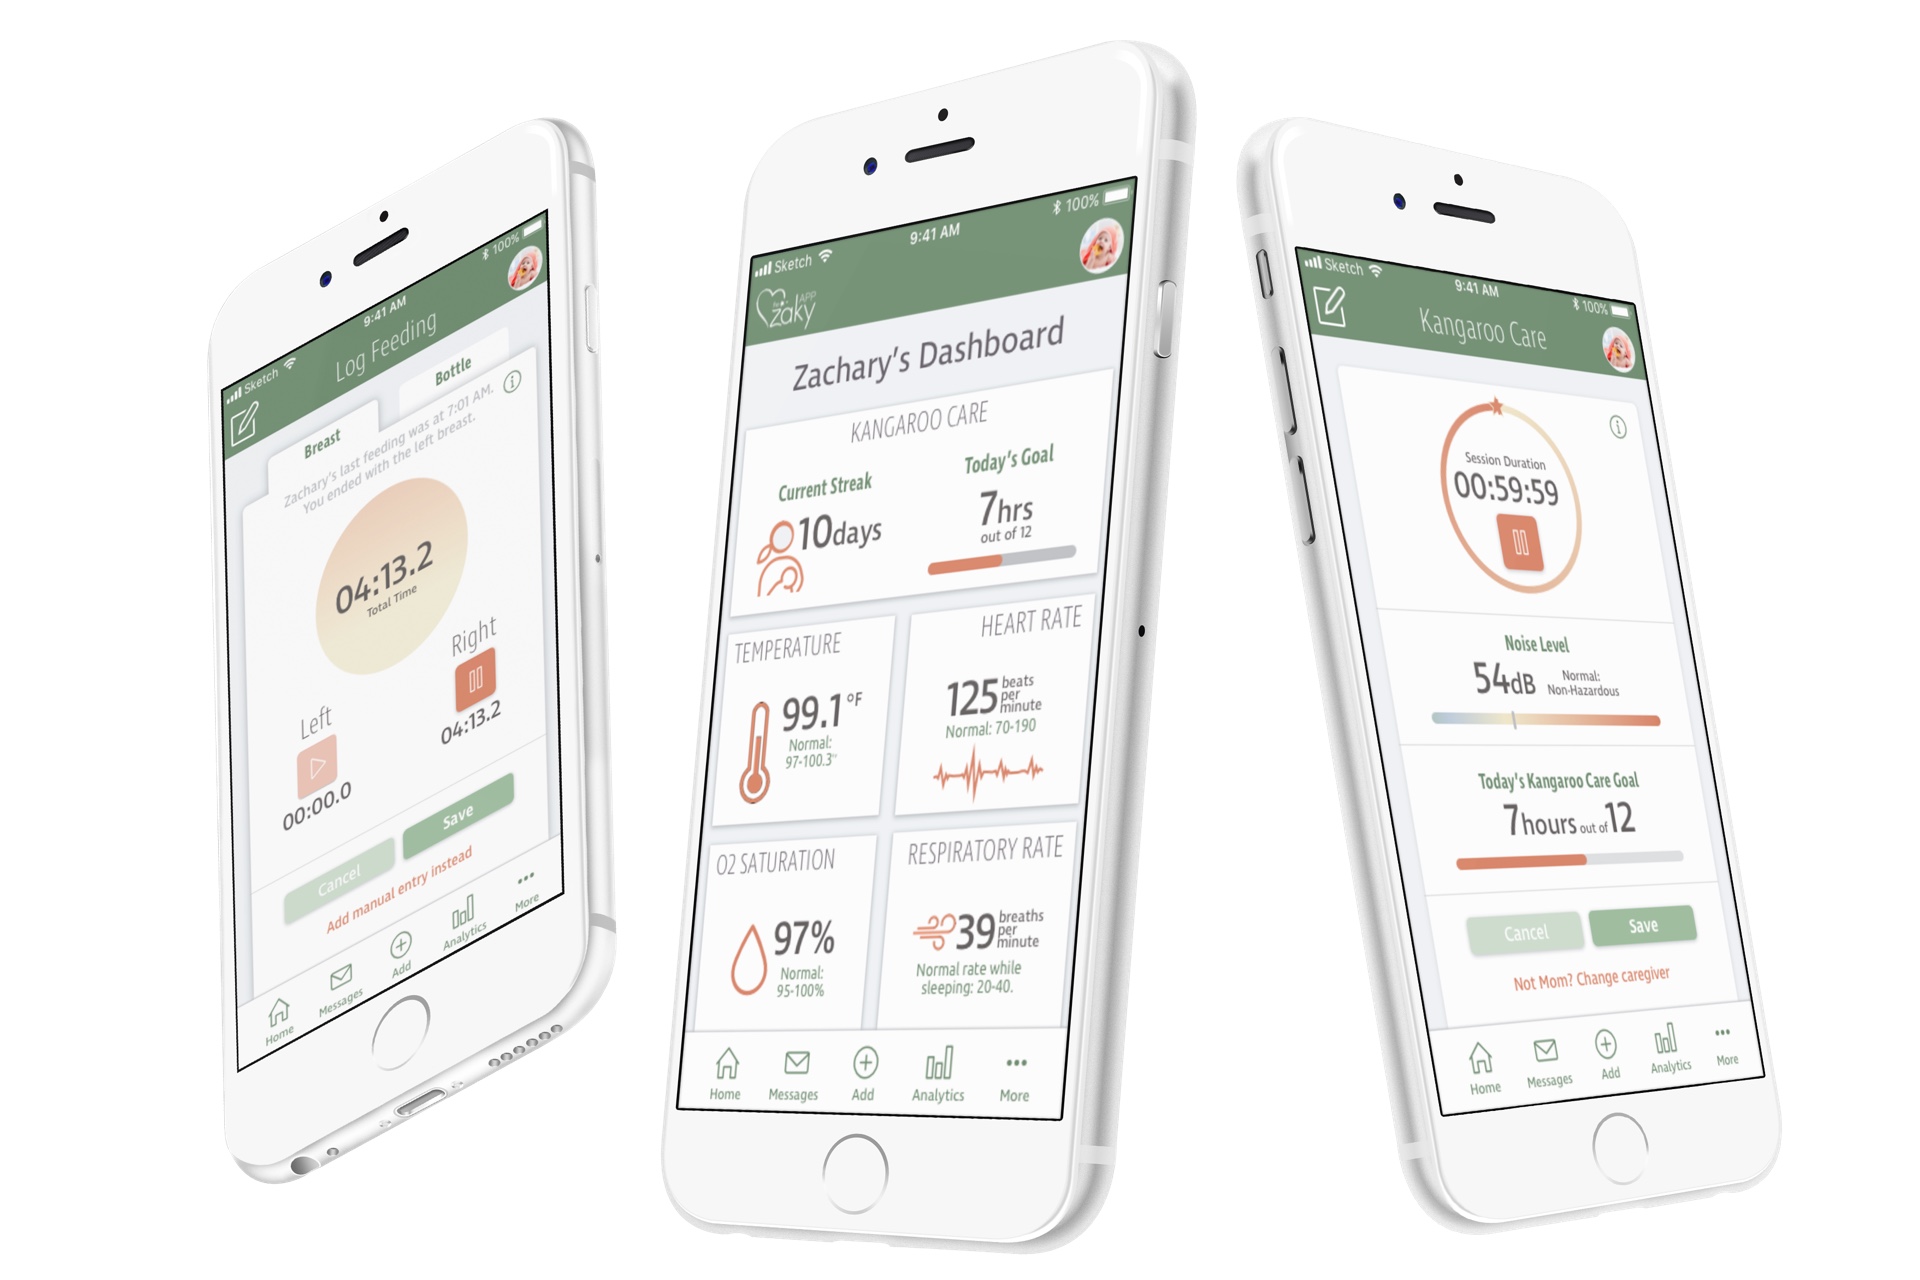 Sketch
9:41 AM
100%
Log Feeding
Breast
Bottle
Zachary's last feeding was at 7:01 AM.
You ended with the left breast.
04:13.2
Total Time
Left
00:00.0
Right
04:13.2
Cancel
Save
Add manual entry instead
Home
Messages
Add
Analytics
More
Sketch
9:41 AM
100%
zaky APP
Zachary's Dashboard
KANGAROO CARE
Current Streak
10days
Today's Goal
7hrs
out of 12
TEMPERATURE
99.1 °F
Normal:
97-100.3
HEART RATE
125 beats
per
minute
Normal: 70-190
O2 SATURATION
97%
Normal:
95-100%
RESPIRATORY RATE
39 breaths
per
minute
Normal rate while
sleeping: 20-40.
Home
Messages
Add
Analytics
More
Sketch
9:41 AM
100%
Kangaroo Care
Session Duration
00:59:59
Noise Level
54dB
Normal:
Non-Hazardous
Today's Kangaroo Care Goal
7hours out of 12
Cancel
Save
Not Mom? Change caregiver
Home
Messages
Add
Analytics
More